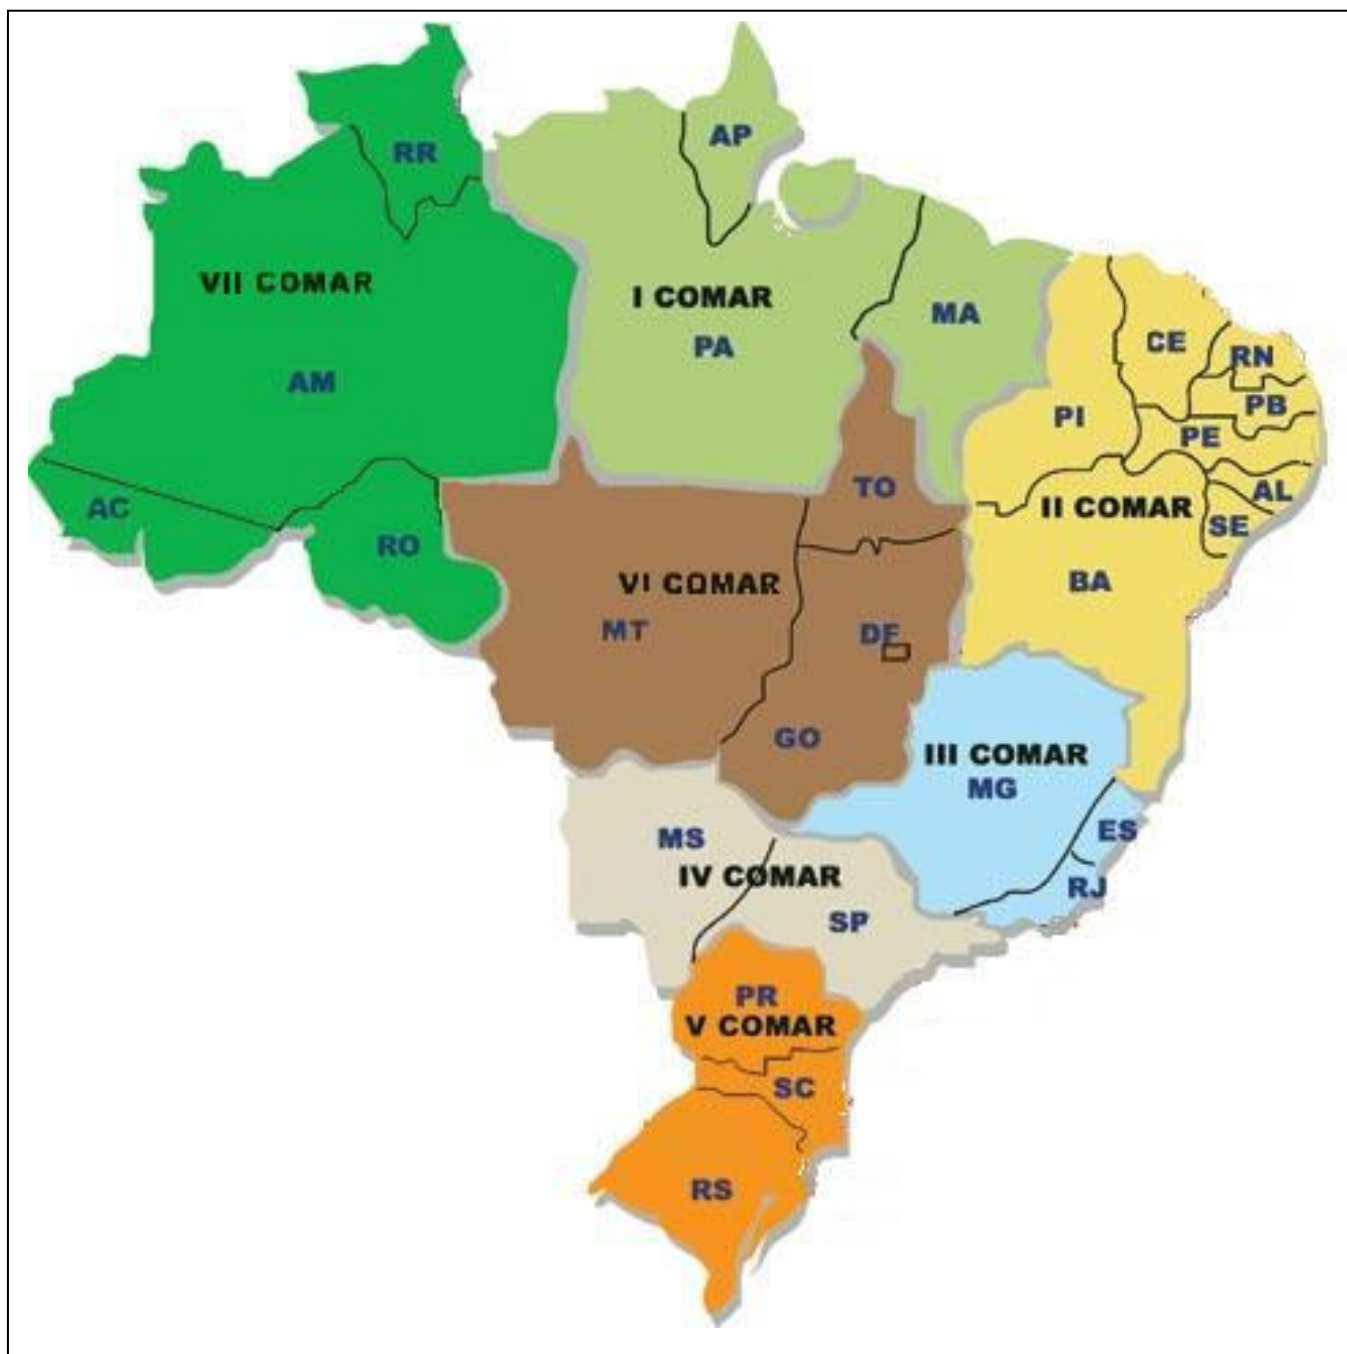 AP
RR
VII COMAR
I COMAR
MA
PA
CE
RN
AM
PB
PI
PE
TO
AL
AC
II COMAR
SE
RO
VI COMAR
BA
MT
DF
GO
III COMAR
MG
ES
MS
IV COMAR
RJ
SP
PR
V COMAR
SC
RS